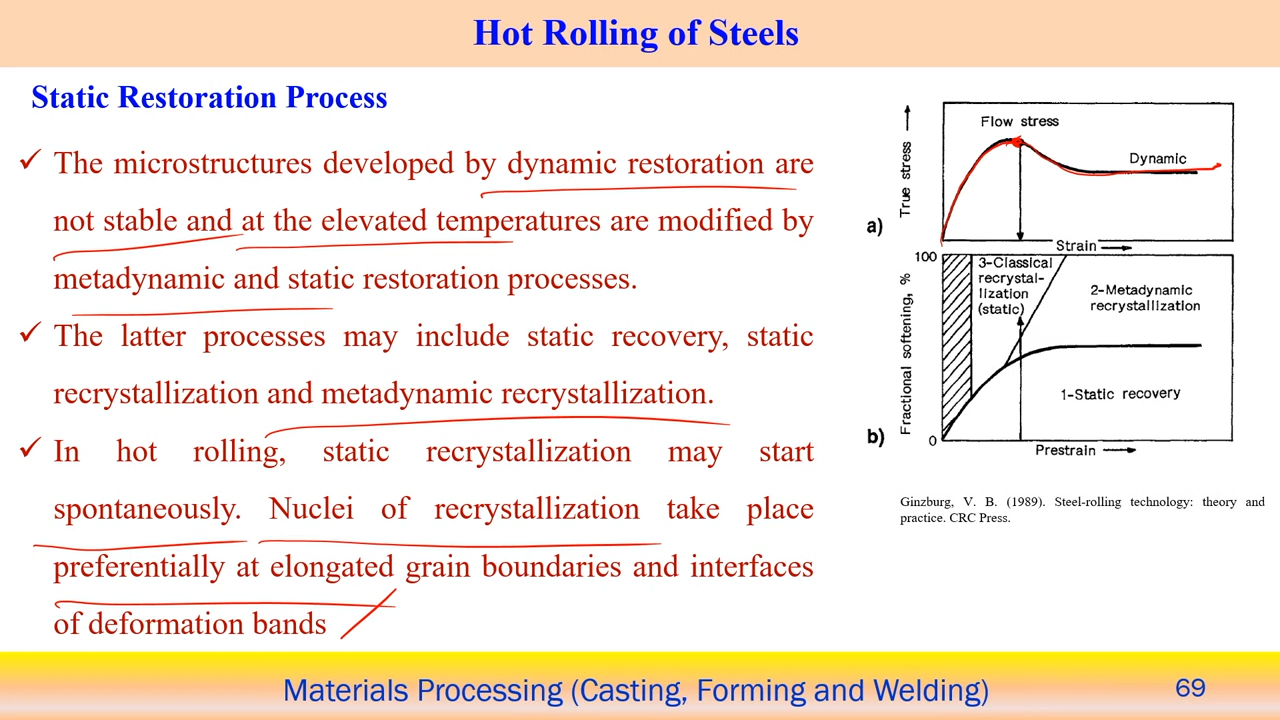 Hot Rolling of Steels
Static Restoration Process
✓ The microstructures developed by dynamic restoration are
not stable and at the elevated temperatures are modified by
metadynamic and static restoration processes.
✓ The latter processes may include static recovery, static
recrystallization and metadynamic recrystallization.
✓ In hot rolling, static recrystallization may start
spontaneously. Nuclei of recrystallization take place
preferentially at elongated grain boundaries and interfaces
of deformation bands
Flow stress
Dynamic
True stress
a)
Strain
100
3-Classical
recrystal-
lization
(static)
2-Metadynamic
recrystallization
Fractional softening, %
1-Static recovery
b)
0
Prestrain
Ginzburg, V. B. (1989). Steel-rolling technology: theory and
practice. CRC Press.
Materials Processing (Casting, Forming and Welding)
69